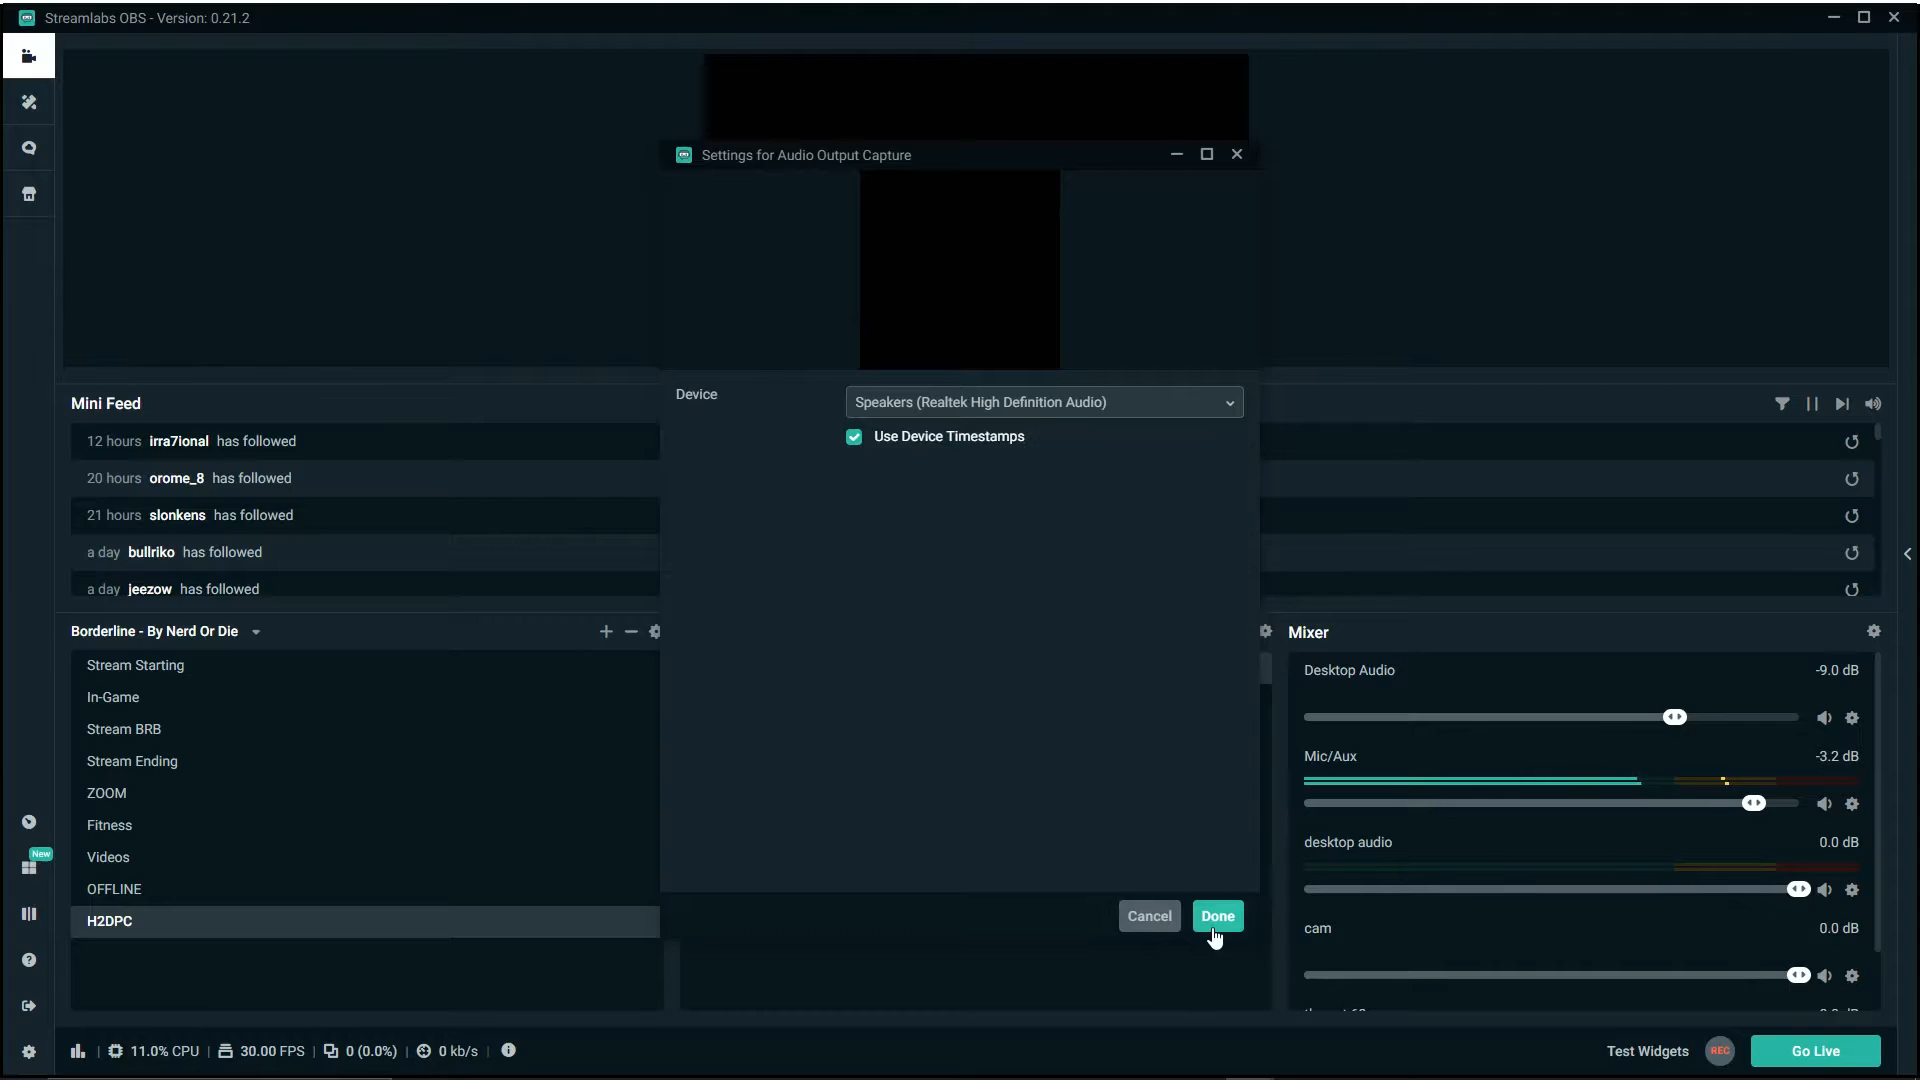 Streamlabs OBS - Version: 0.21.2
Settings for Audio Output Capture
Device
Speakers (Realtek High Definition Audio)
Use Device Timestamps
Mini Feed
12 hours irra7ional has followed
20 hours orome_8 has followed
21 hours slonkens has followed
a day bullriko has followed
a day jeezow has followed
Borderline - By Nerd Or Die
Stream Starting
In-Game
Stream BRB
Stream Ending
ZOOM
Fitness
Videos
OFFLINE
H2DPC
New
Cancel
Done
Mixer
Desktop Audio -9.0 dB
Mic/Aux -3.2 dB
desktop audio 0.0 dB
cam 0.0 dB
11.0% CPU
30.00 FPS
0 (0.0%)
0 kb/s
Test Widgets
REC
Go Live